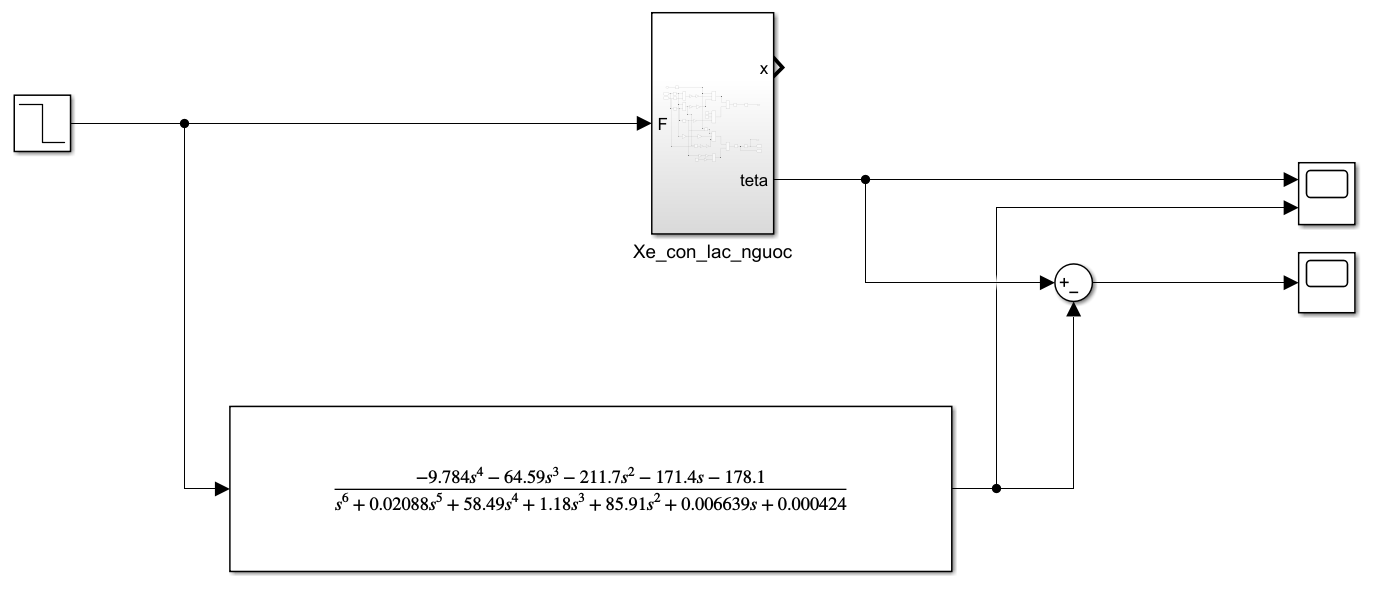 x
F
teta
Xe_con_lac_nguoc
+
_
−9.784s⁴ − 64.59s³ − 211.7s² − 171.4s − 178.1
s⁶ + 0.02088s⁵ + 58.49s⁴ + 1.18s³ + 85.91s² + 0.006639s + 0.000424